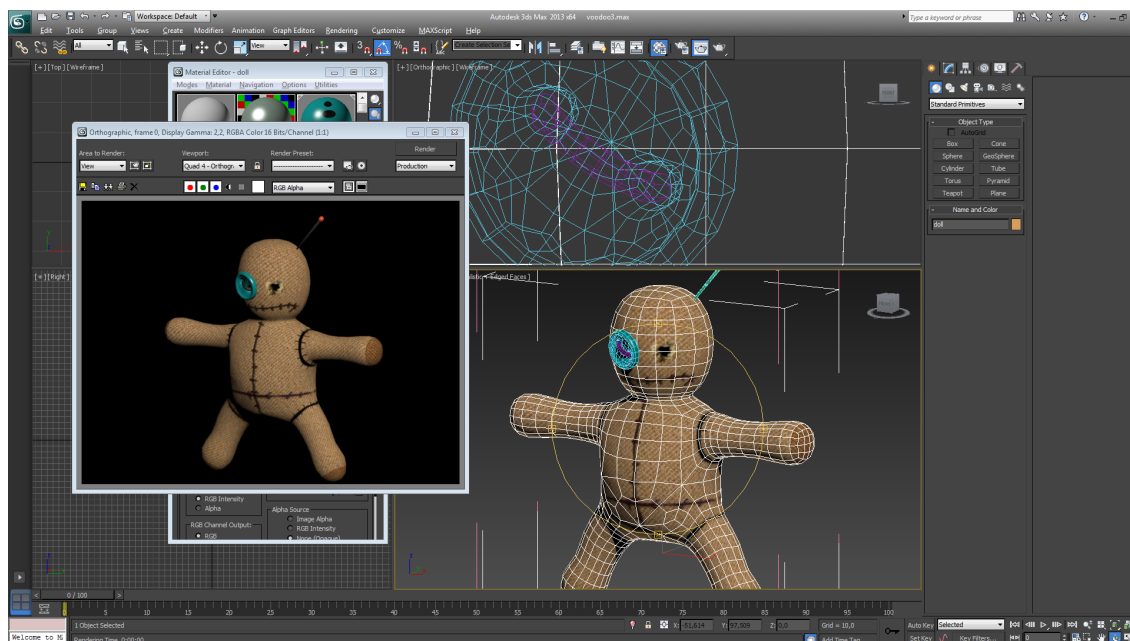 Workspace: Default
Autodesk 3ds Max 2013 x64
voodoo3.max
Type a keyword or phrase
Edit Tools Group Views Create Modifiers Animation Graph Editors Rendering Customize MAXScript Help
All
View
Create Selection Se
[+][Top][Wireframe]
Material Editor - doll
Modes Material Navigation Options Utilities
[+][Orthographic][Wireframe]
Orthographic, frame 0, Display Gamma: 2,2, RGBA Color 16 Bits/Channel (1:1)
Area to Render:
View
Viewport:
Quad 4 - Orthogr
Render Preset:
Render
Production
RGB Alpha
[+][Right]
Edged Faces ]
RGB Intensity
Alpha
RGB Channel Output:
RGB
Alpha Source
Image Alpha
RGB Intensity
None (Opaque)
Standard Primitives
Object Type
AutoGrid
Box Cone
Sphere GeoSphere
Cylinder Tube
Torus Pyramid
Teapot Plane
Name and Color
doll
0 / 100
0 5 10 15 20 25 30 35 40 45 50 55 60 65 70 75 80 85 90 95 100
1 Object Selected
X: -51,614 Y: 97,509 Z: 0,0
Grid = 10,0
Auto Key Selected
Welcome to M
Rendering Time 0:00:00
Add Time Tag
Set Key Key Filters...
0